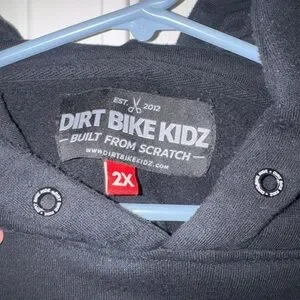 EST. 2012
DIRT BIKE KIDZ
BUILT FROM SCRATCH
WWW.DIRTBIKEKIDZ.COM
2X